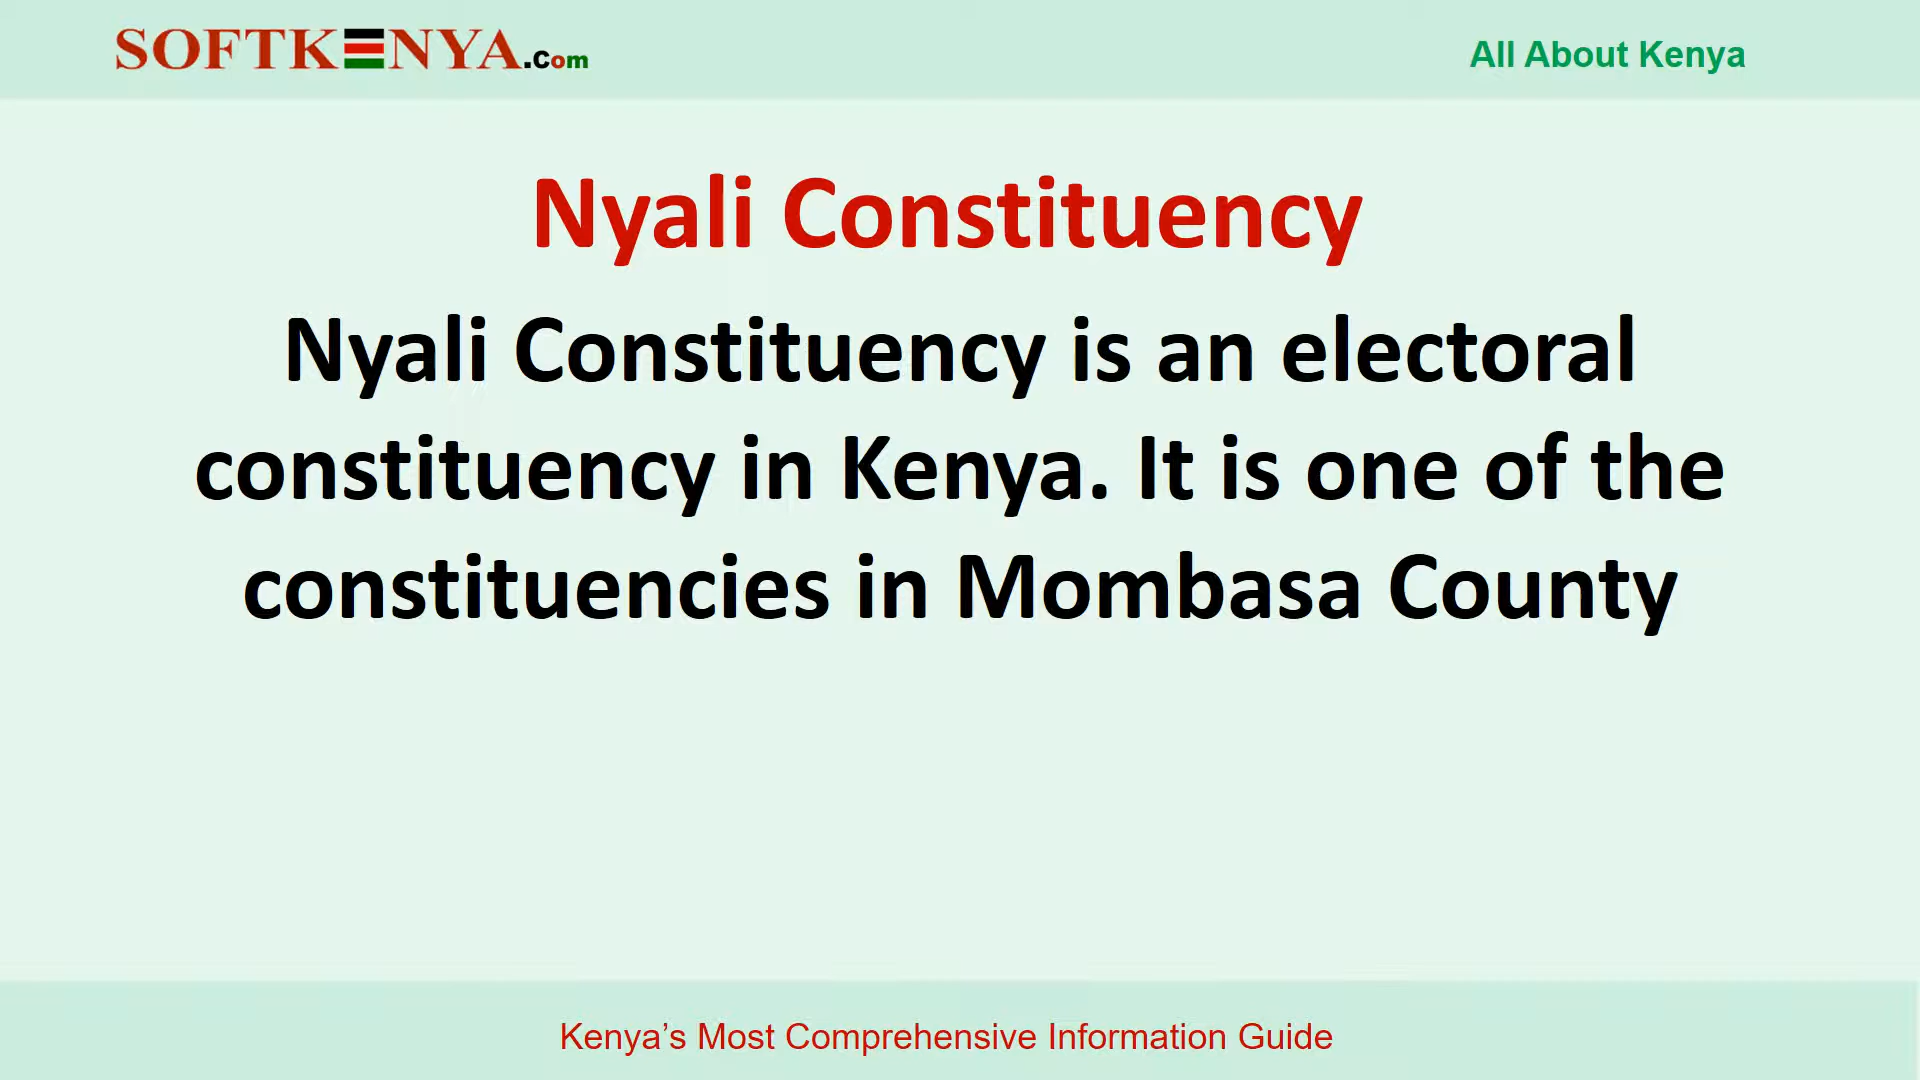 SOFTKENYA.Com
All About Kenya
Nyali Constituency
Nyali Constituency is an electoral
constituency in Kenya. It is one of the
constituencies in Mombasa County
Kenya’s Most Comprehensive Information Guide